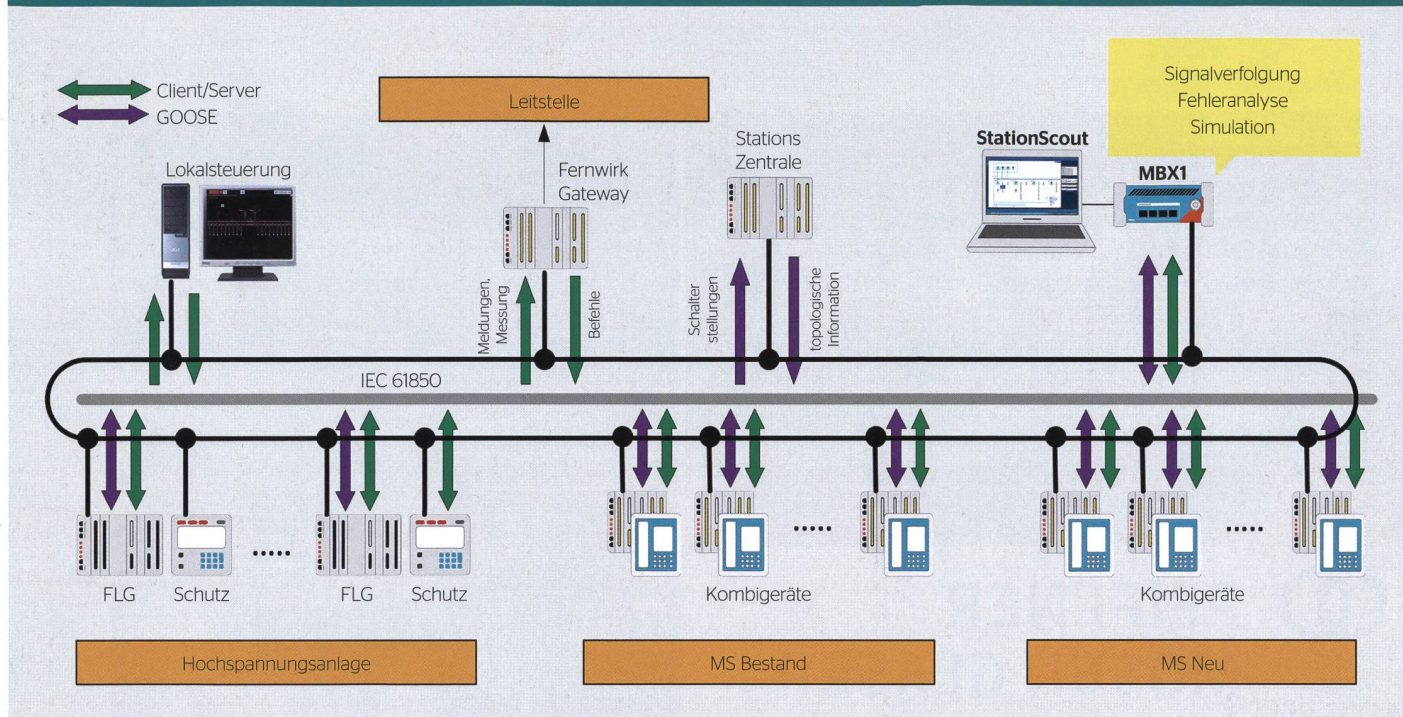 Client/Server
GOOSE
Leitstelle
Signalverfolgung
Fehleranalyse
Simulation
Lokalsteuerung
Fernwirk
Gateway
Stations
Zentrale
StationScout
MBX1
Meldungen,
Messung
Befehle
Schalter
stellungen
topologische
Information
IEC 61850
FLG
Schutz
FLG
Schutz
Kombigeräte
Kombigeräte
Hochspannungsanlage
MS Bestand
MS Neu